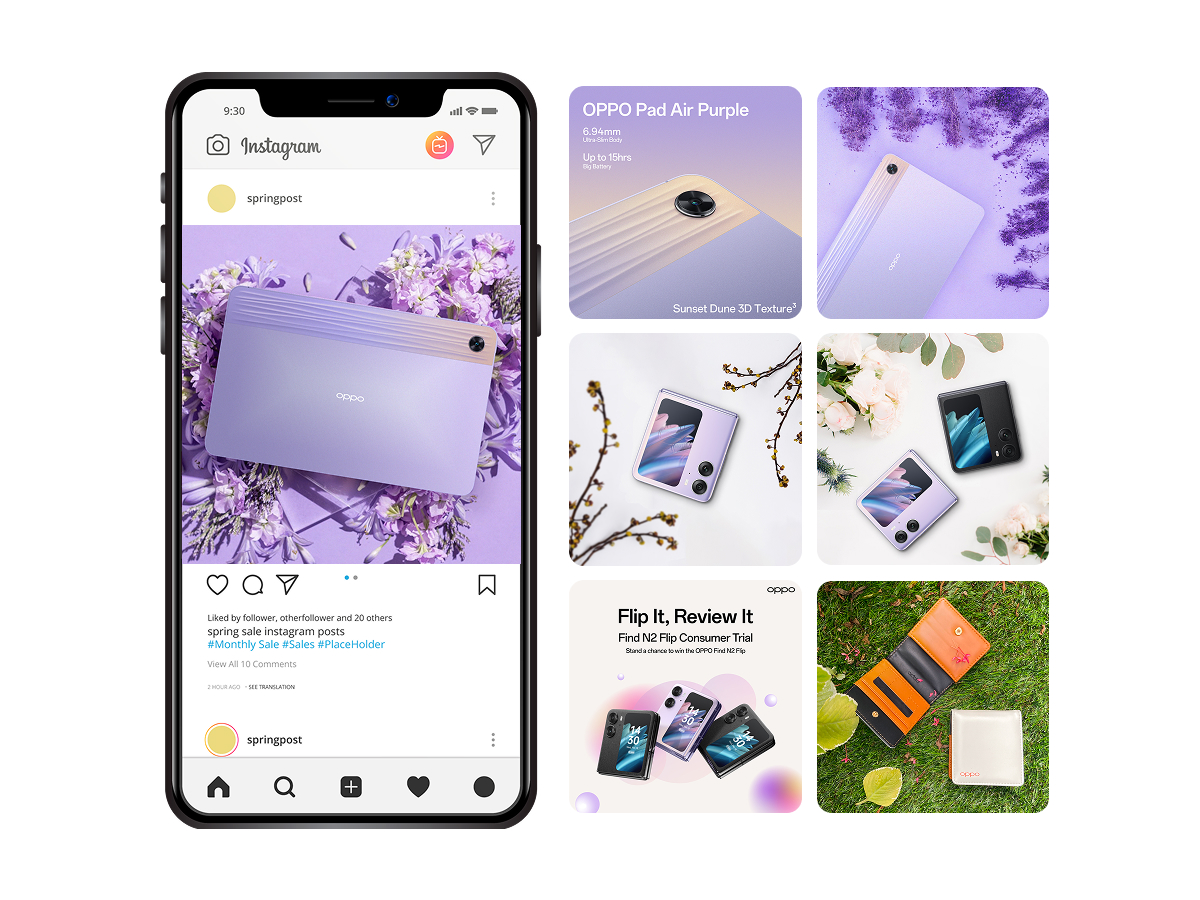 9:30
Instagram
springpost
oppo
Liked by follower, otherfollower and 20 others
spring sale instagram posts
#Monthly Sale #Sales #PlaceHolder
View All 10 Comments
2 HOUR AGO • SEE TRANSLATION
springpost
OPPO Pad Air Purple
6.94mm
Ultra-Slim Body
Up to 15hrs
Big Battery
Sunset Dune 3D Texture³
oppo
oppo
Flip It, Review It
Find N2 Flip Consumer Trial
Stand a chance to win the OPPO Find N2 Flip
14
30
14
30
14
30
oppo